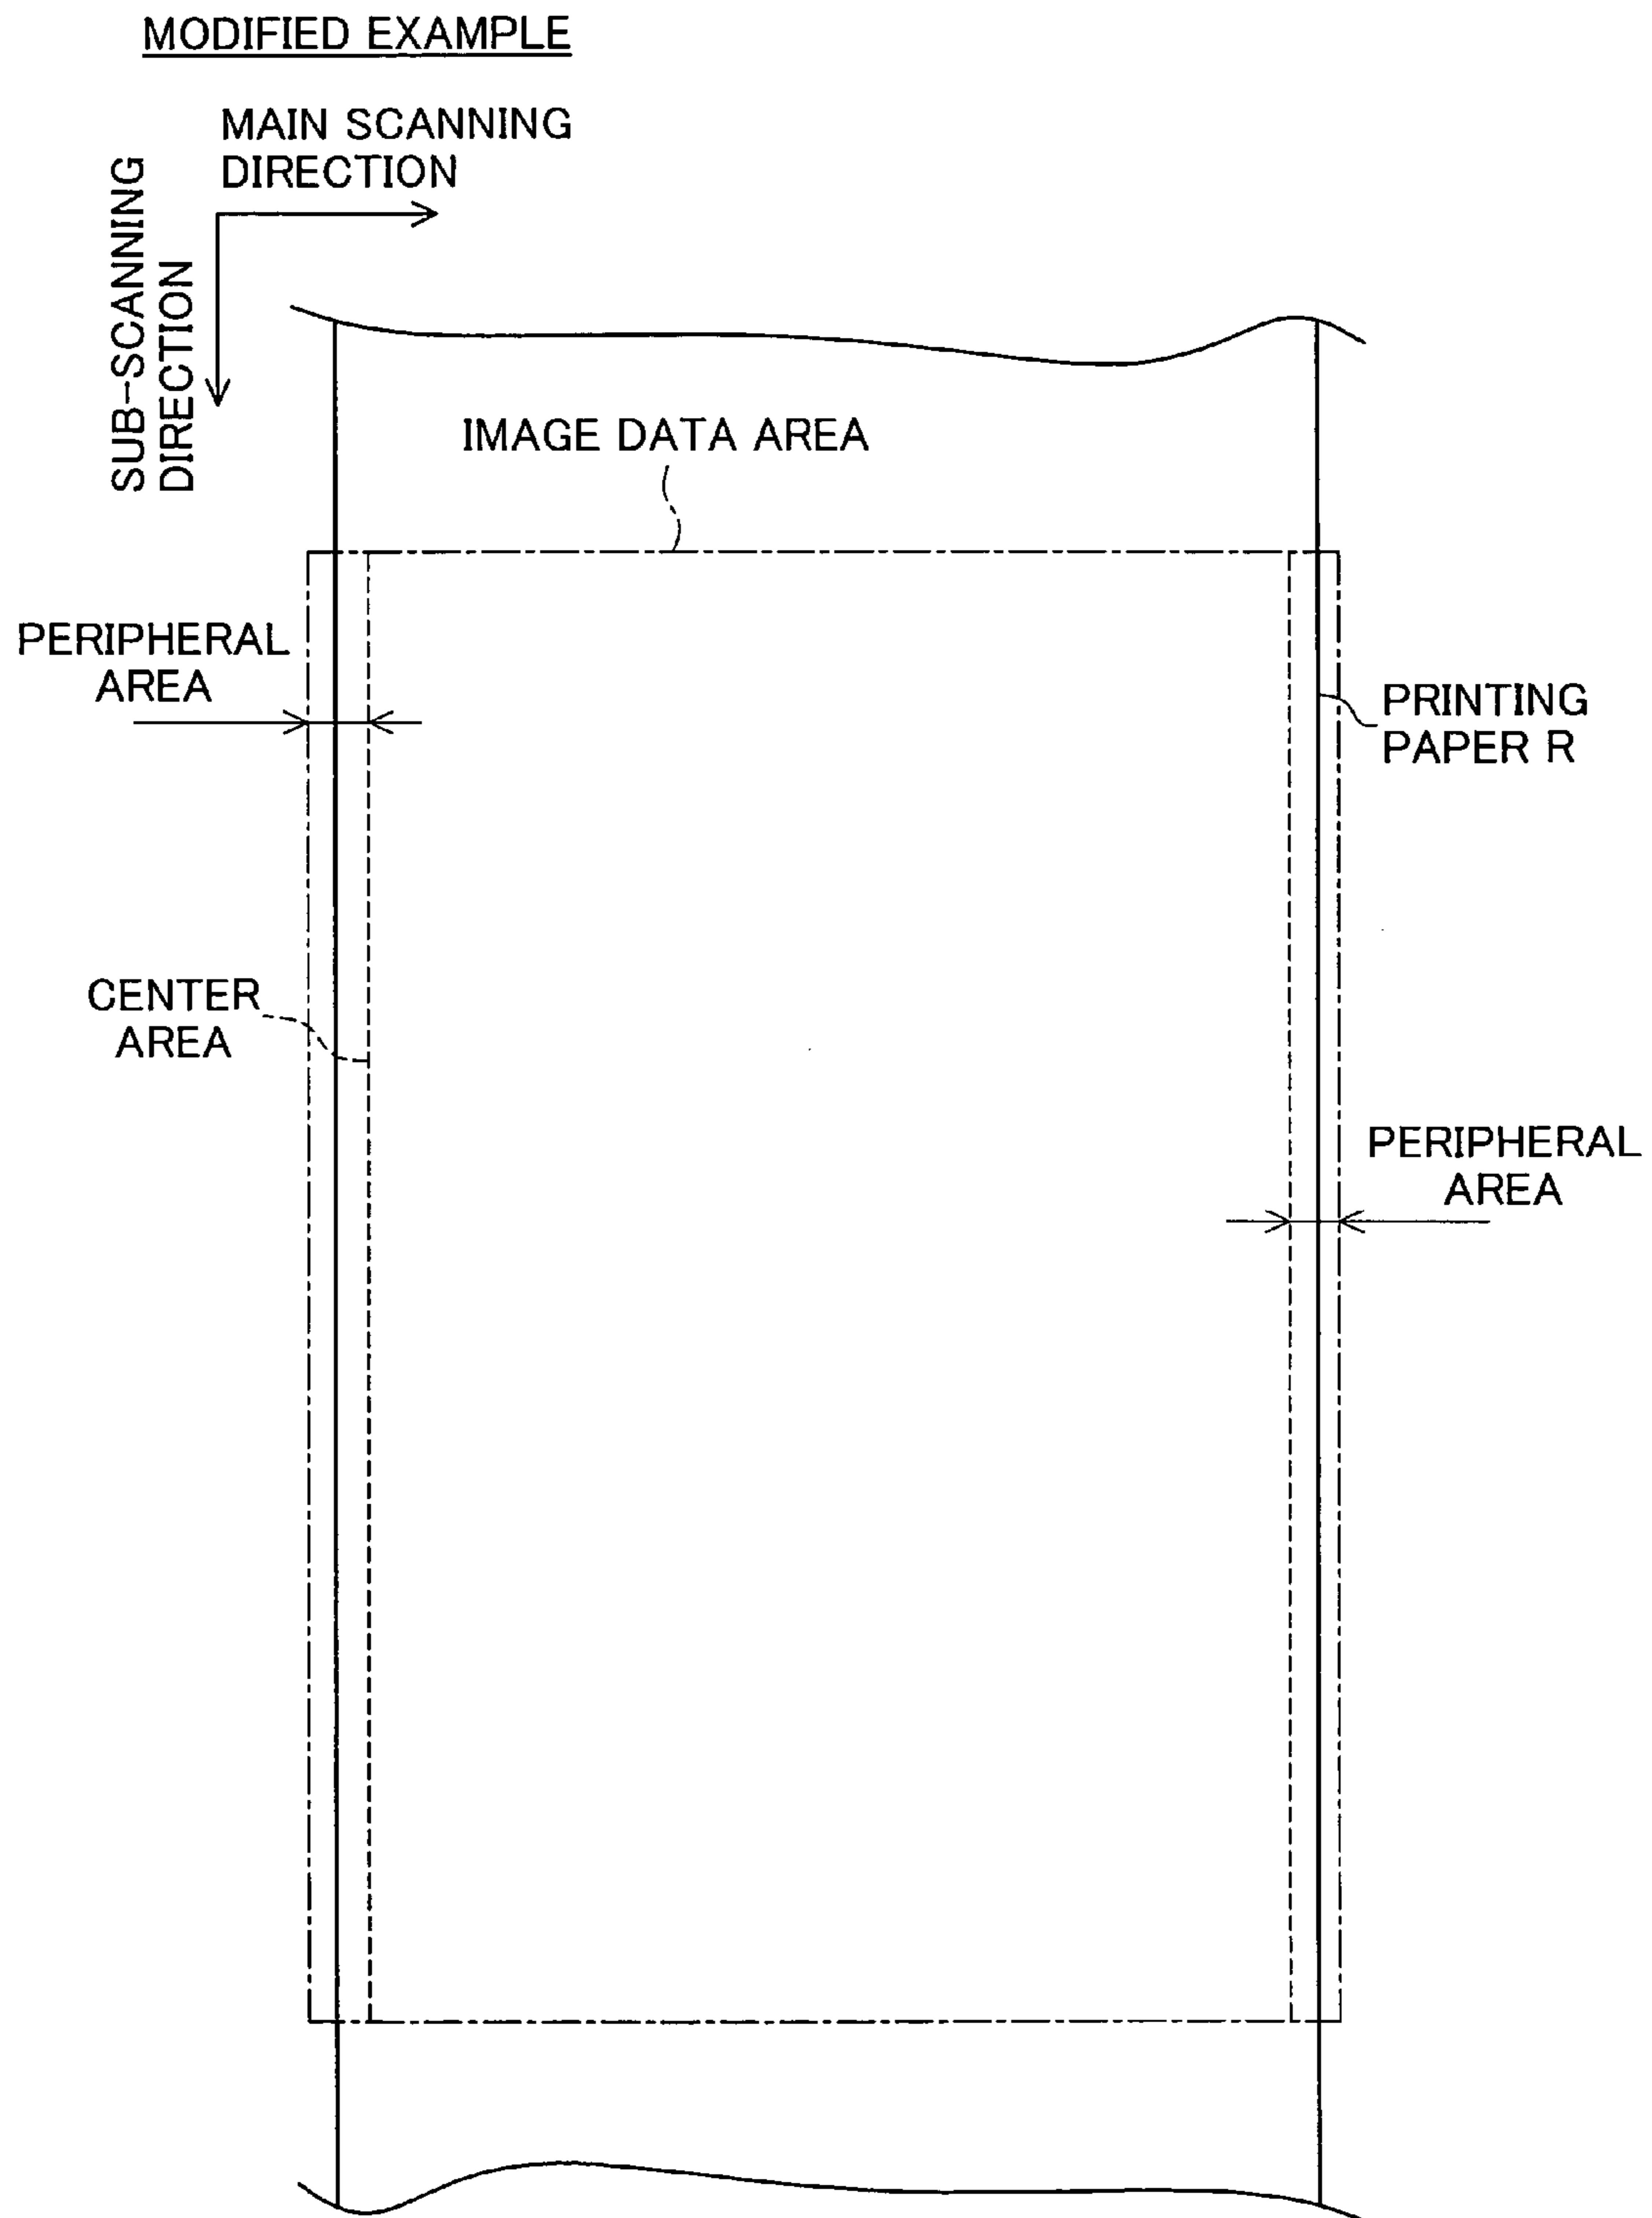 MODIFIED EXAMPLE
MAIN SCANNING
DIRECTION
SUB-SCANNING
DIRECTION
IMAGE DATA AREA
PERIPHERAL
AREA
PRINTING
PAPER R
CENTER
AREA
PERIPHERAL
AREA